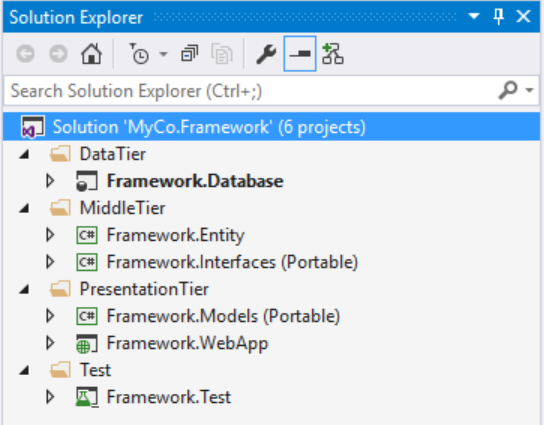 Solution Explorer
Search Solution Explorer (Ctrl+;)
Solution 'MyCo.Framework' (6 projects)
DataTier
Framework.Database
MiddleTier
C# Framework.Entity
C# Framework.Interfaces (Portable)
PresentationTier
C# Framework.Models (Portable)
Framework.WebApp
Test
Framework.Test